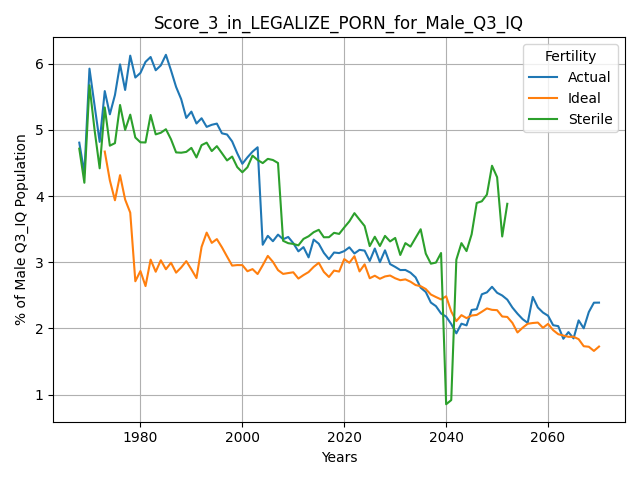 Score_3_in_LEGALIZE_PORN_for_Male_Q3_IQ
% of Male Q3_IQ Population
6
5
4
3
2
1
Fertility
Actual
Ideal
Sterile
1980
2000
2020
2040
2060
Years